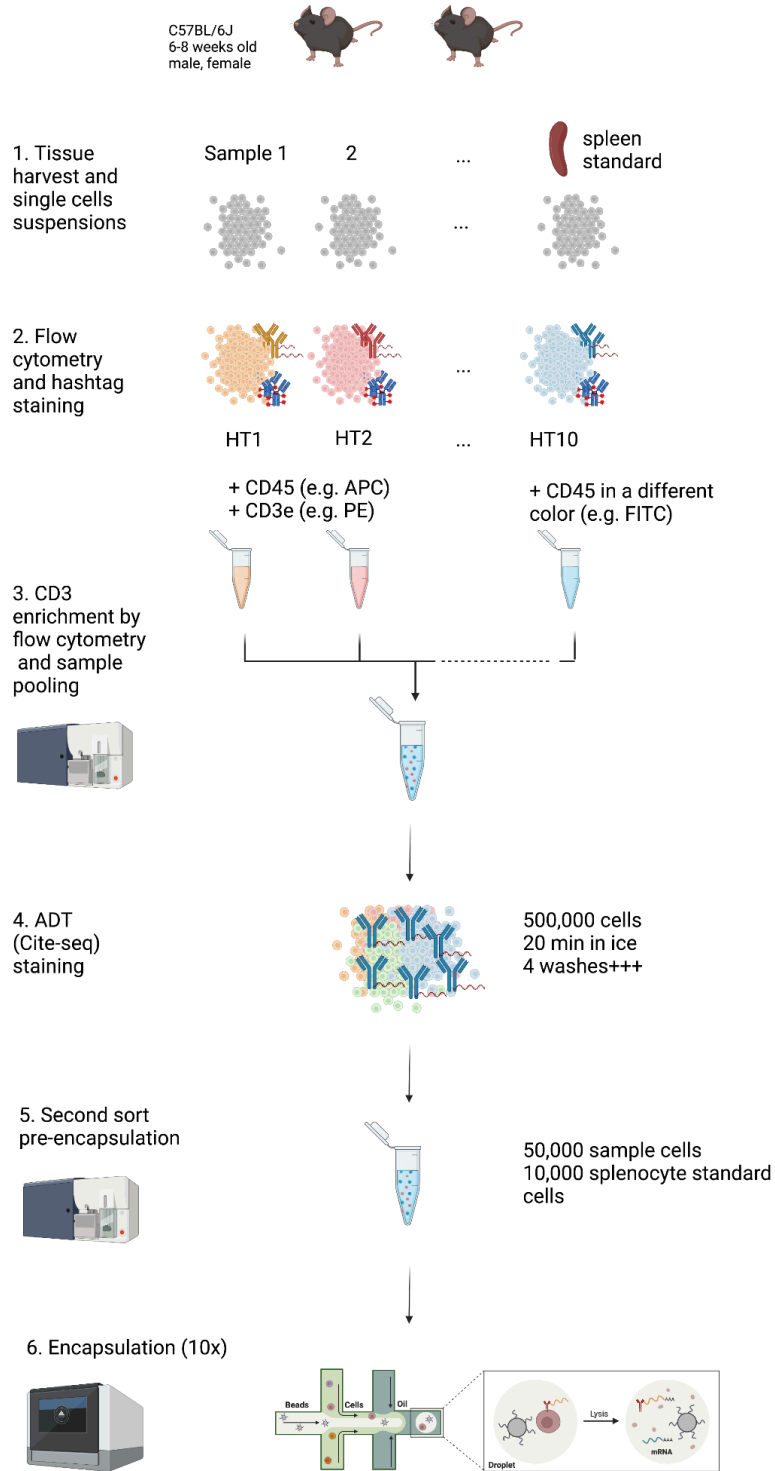 C57BL/6J
6-8 weeks old
male, female
1. Tissue
harvest and
single cells
suspensions
Sample 1
2
...
spleen
standard
...
2. Flow
cytometry
and hashtag
staining
...
HT1
HT2
...
HT10
+ CD45 (e.g. APC)
+ CD3e (e.g. PE)
+ CD45 in a different
color (e.g. FITC)
3. CD3
enrichment by
flow cytometry
and sample
pooling
4. ADT
(Cite-seq)
staining
500,000 cells
20 min in ice
4 washes+++
5. Second sort
pre-encapsulation
50,000 sample cells
10,000 splenocyte standard
cells
6. Encapsulation (10x)
Beads
Cells
Oil
Lysis
Droplet
mRNA